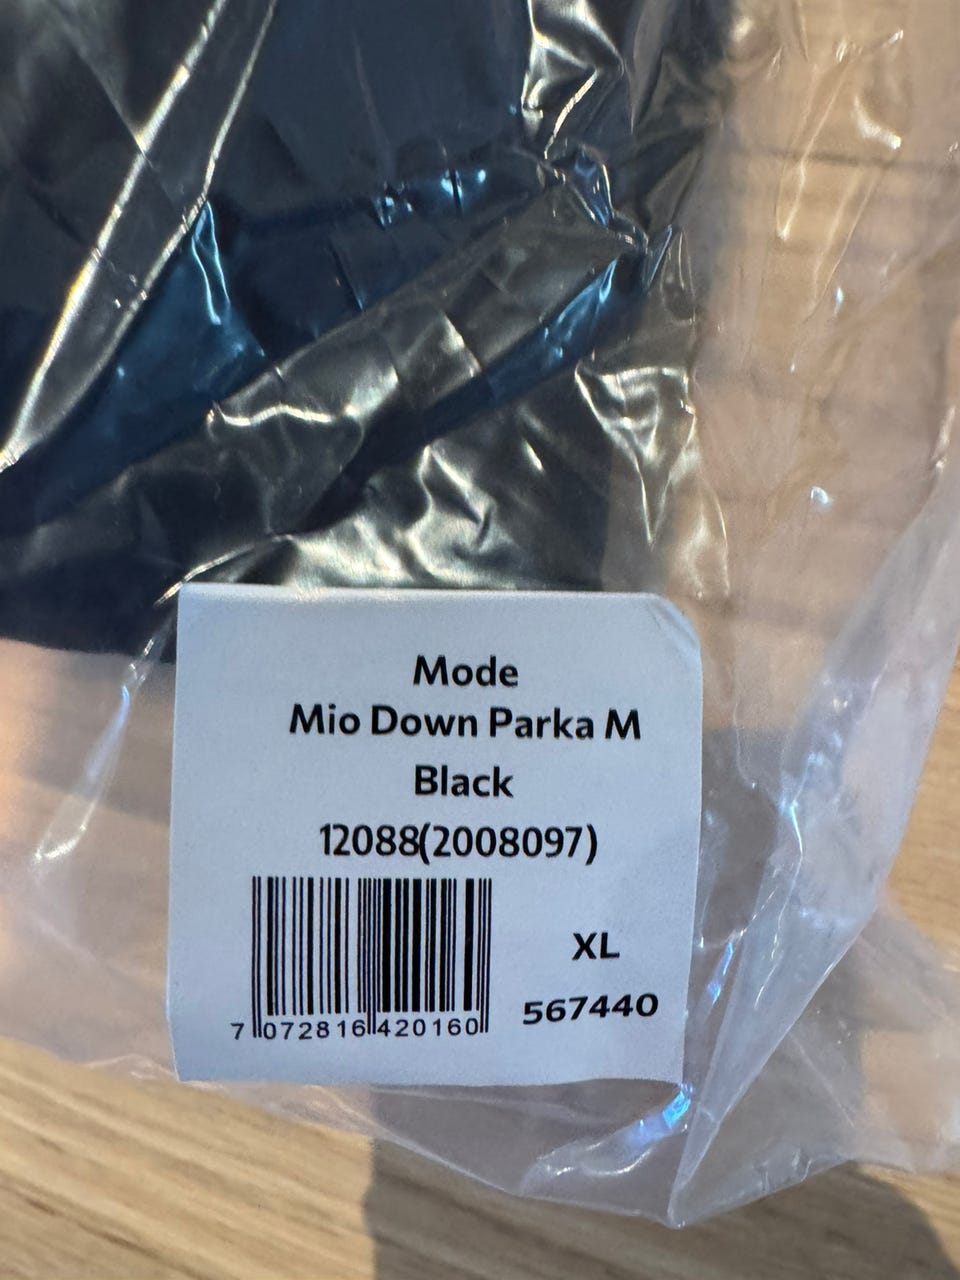 Mode
Mio Down Parka M
Black
12088(2008097)
XL
567440
7 072816 420160